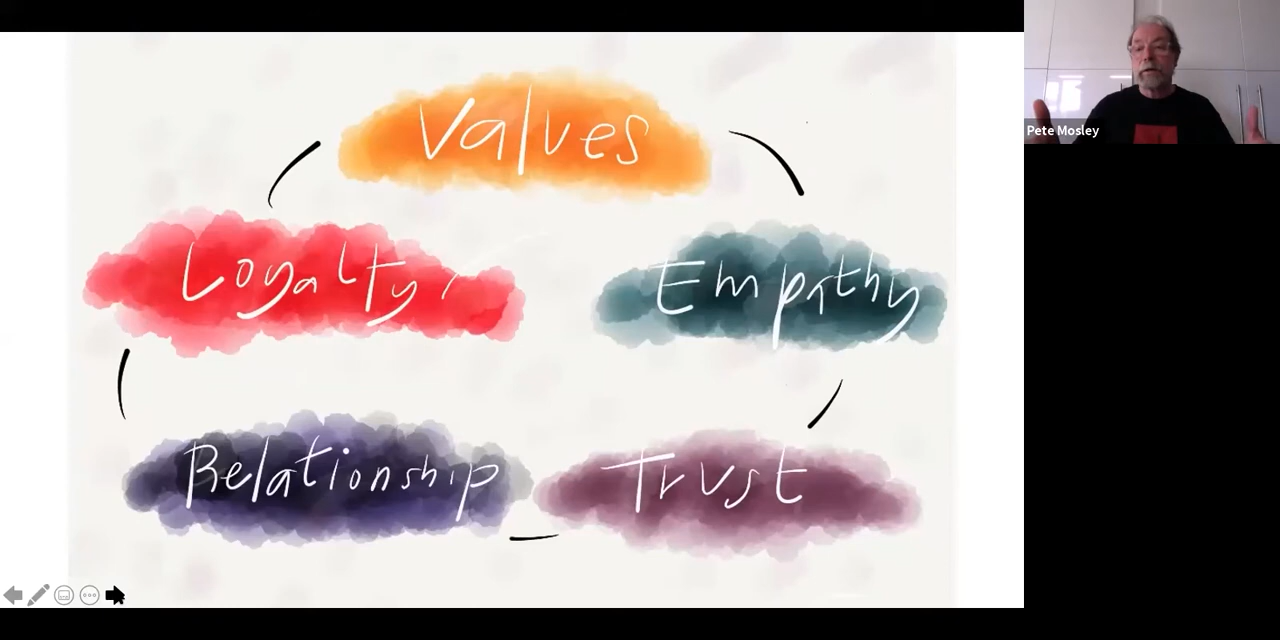 Values
Loyalty
Empathy
Relationship
Trust
Pete Mosley